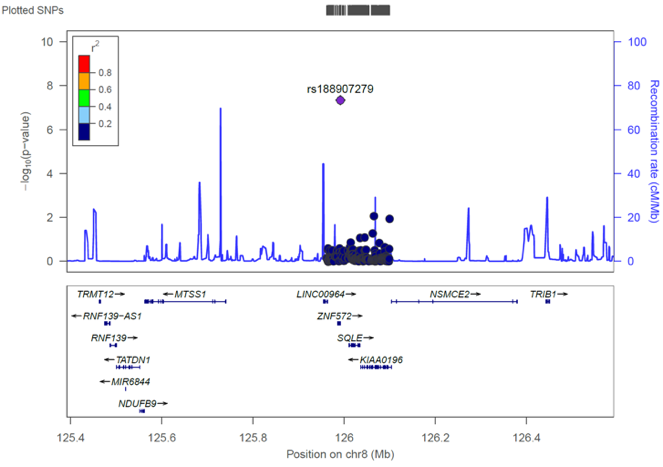 Plotted SNPs
10
8
6
4
2
0
−log10(p−value)
r2
0.8
0.6
0.4
0.2
rs188907279
100
80
60
40
20
0
Recombination rate (cM/Mb)
TRMT12→
←MTSS1
LINC00964→
NSMCE2→
TRIB1→
←RNF139−AS1
ZNF572→
RNF139→
SQLE→
←TATDN1
←KIAA0196
←MIR6844
NDUFB9→
125.4
125.6
125.8
126
126.2
126.4
Position on chr8 (Mb)